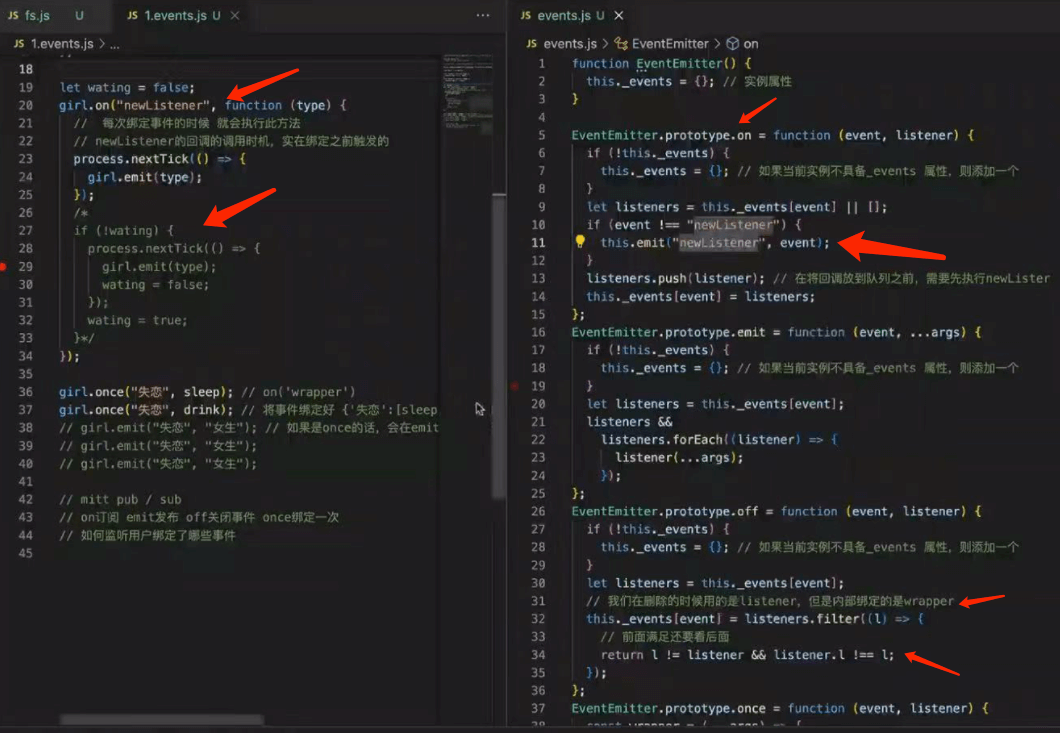 JS fs.js U
JS 1.events.js U ×
···
JS 1.events.js > ...
18
19 let wating = false;
20 girl.on("newListener", function (type) {
21 // 每次绑定事件的时候 就会执行此方法
22 // newListener的回调的调用时机，实在绑定之前触发的
23 process.nextTick(() => {
24 girl.emit(type);
25 });
26 /*
27 if (!wating) {
28 process.nextTick(() => {
29 girl.emit(type);
30 wating = false;
31 });
32 wating = true;
33 }*/
34 });
35
36 girl.once("失恋", sleep); // on('wrapper')
37 girl.once("失恋", drink); // 将事件绑定好 {'失恋':[sleep
38 // girl.emit("失恋", "女生"); // 如果是once的话，会在emit
39 // girl.emit("失恋", "女生");
40 // girl.emit("失恋", "女生");
41
42 // mitt pub / sub
43 // on订阅 emit发布 off关闭事件 once绑定一次
44 // 如何监听用户绑定了哪些事件
45
JS events.js U ×
JS events.js > EventEmitter > on
1 function EventEmitter() {
2 this._events = {}; // 实例属性
3 }
4
5 EventEmitter.prototype.on = function (event, listener) {
6 if (!this._events) {
7 this._events = {}; // 如果当前实例不具备_events 属性，则添加一个
8 }
9 let listeners = this._events[event] || [];
10 if (event !== "newListener") {
11 this.emit("newListener", event);
12 }
13 listeners.push(listener); // 在将回调放到队列之前，需要先执行newLister
14 this._events[event] = listeners;
15 };
16 EventEmitter.prototype.emit = function (event, ...args) {
17 if (!this._events) {
18 this._events = {}; // 如果当前实例不具备_events 属性，则添加一个
19 }
20 let listeners = this._events[event];
21 listeners &&
22 listeners.forEach((listener) => {
23 listener(...args);
24 });
25 };
26 EventEmitter.prototype.off = function (event, listener) {
27 if (!this._events) {
28 this._events = {}; // 如果当前实例不具备_events 属性，则添加一个
29 }
30 let listeners = this._events[event];
31 // 我们在删除的时候用的是listener，但是内部绑定的是wrapper
32 this._events[event] = listeners.filter((l) => {
33 // 前面满足还要看后面
34 return l != listener && listener.l !== l;
35 });
36 };
37 EventEmitter.prototype.once = function (event, listener) {
38 const wrapper = (...args) => {